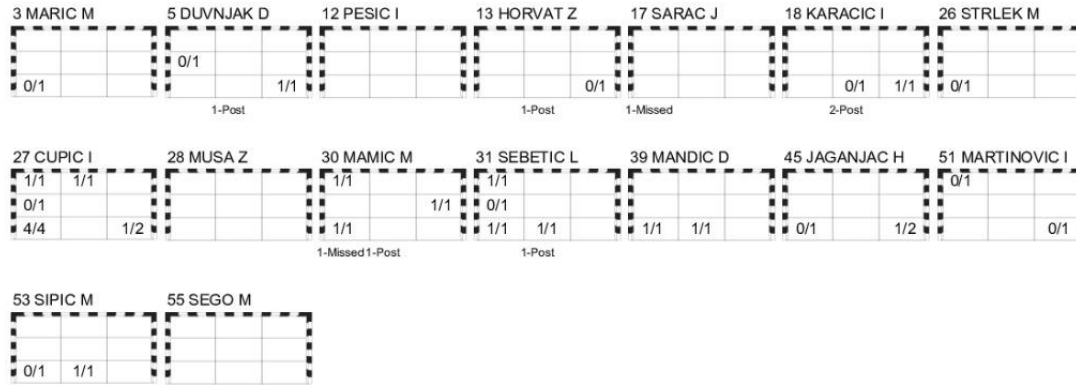 3 MARIC M 5 DUVNJAK D 12 PESIC I 13 HORVAT Z 17 SARAC J 18 KARACIC I 26 STRLEK M
0/1
0/1 1/1 0/1 0/1 1/1 0/1
1-Post 1-Post 1-Missed 2-Post
27 CUPIC I 28 MUSA Z 30 MAMIC M 31 SEBETIC L 39 MANDIC D 45 JAGANJAC H 51 MARTINOVIC I
1/1 1/1 1/1 1/1 0/1
0/1 1/1 0/1
4/4 1/2 1/1 1/1 1/1 1/1 1/1 0/1 1/2 0/1
1-Missed 1-Post 1-Post
53 SIPIC M 55 SEGO M
0/1 1/1